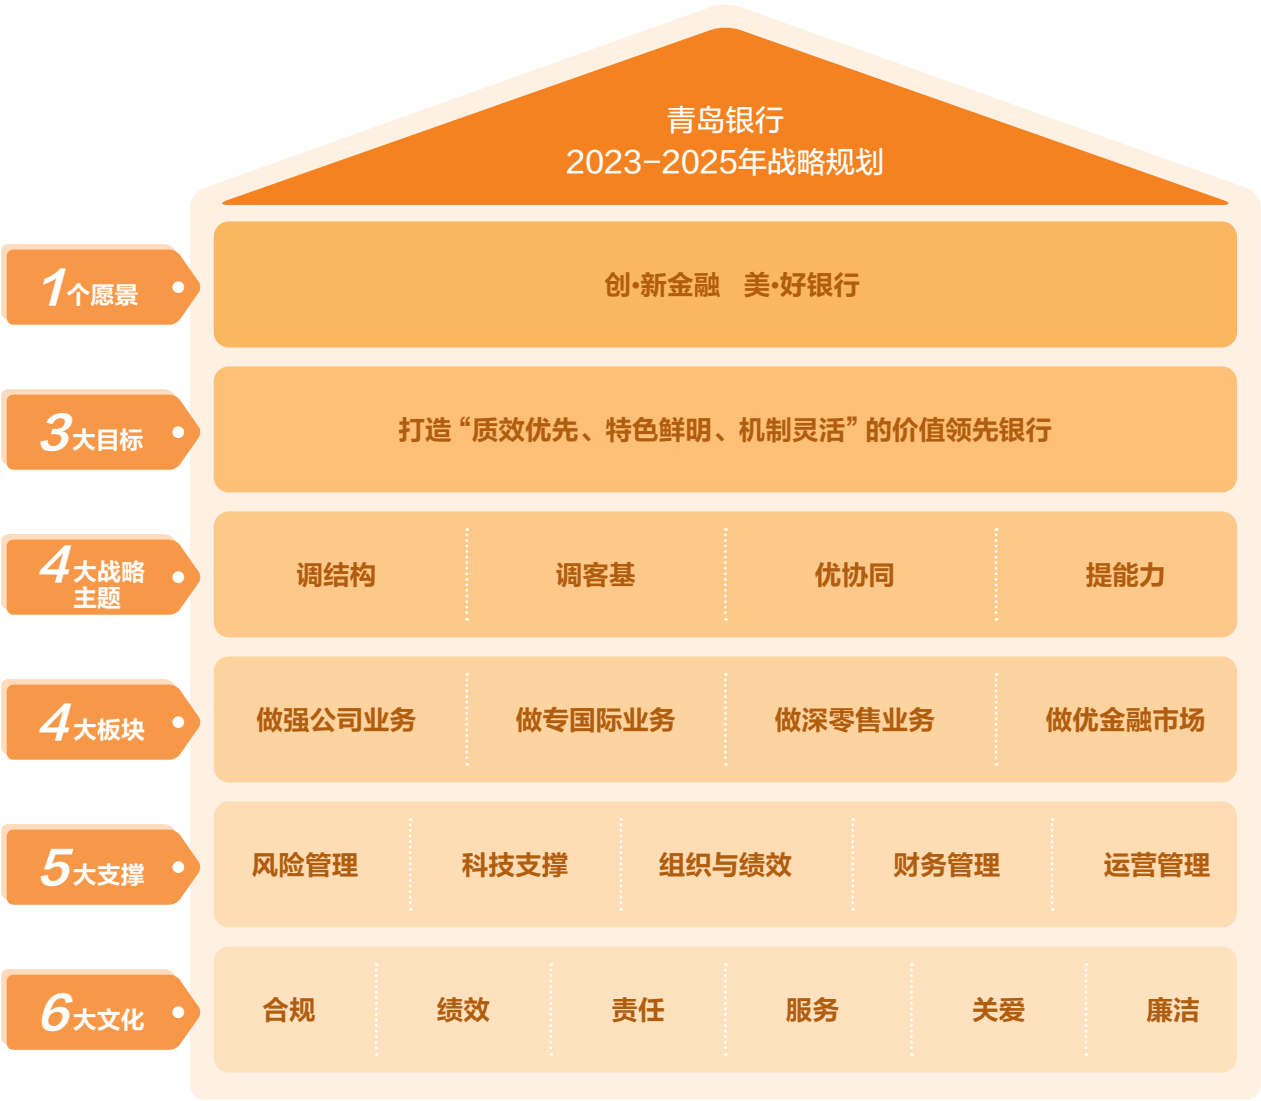 青岛银行
2023-2025年战略规划
1个愿景
创·新金融 美·好银行
3大目标
打造“质效优先、特色鲜明、机制灵活”的价值领先银行
4大战略
主题
调结构 调客基 优协同 提能力
4大板块
做强公司业务 做专国际业务 做深零售业务 做优金融市场
5大支撑
风险管理 科技支撑 组织与绩效 财务管理 运营管理
6大文化
合规 绩效 责任 服务 关爱 廉洁